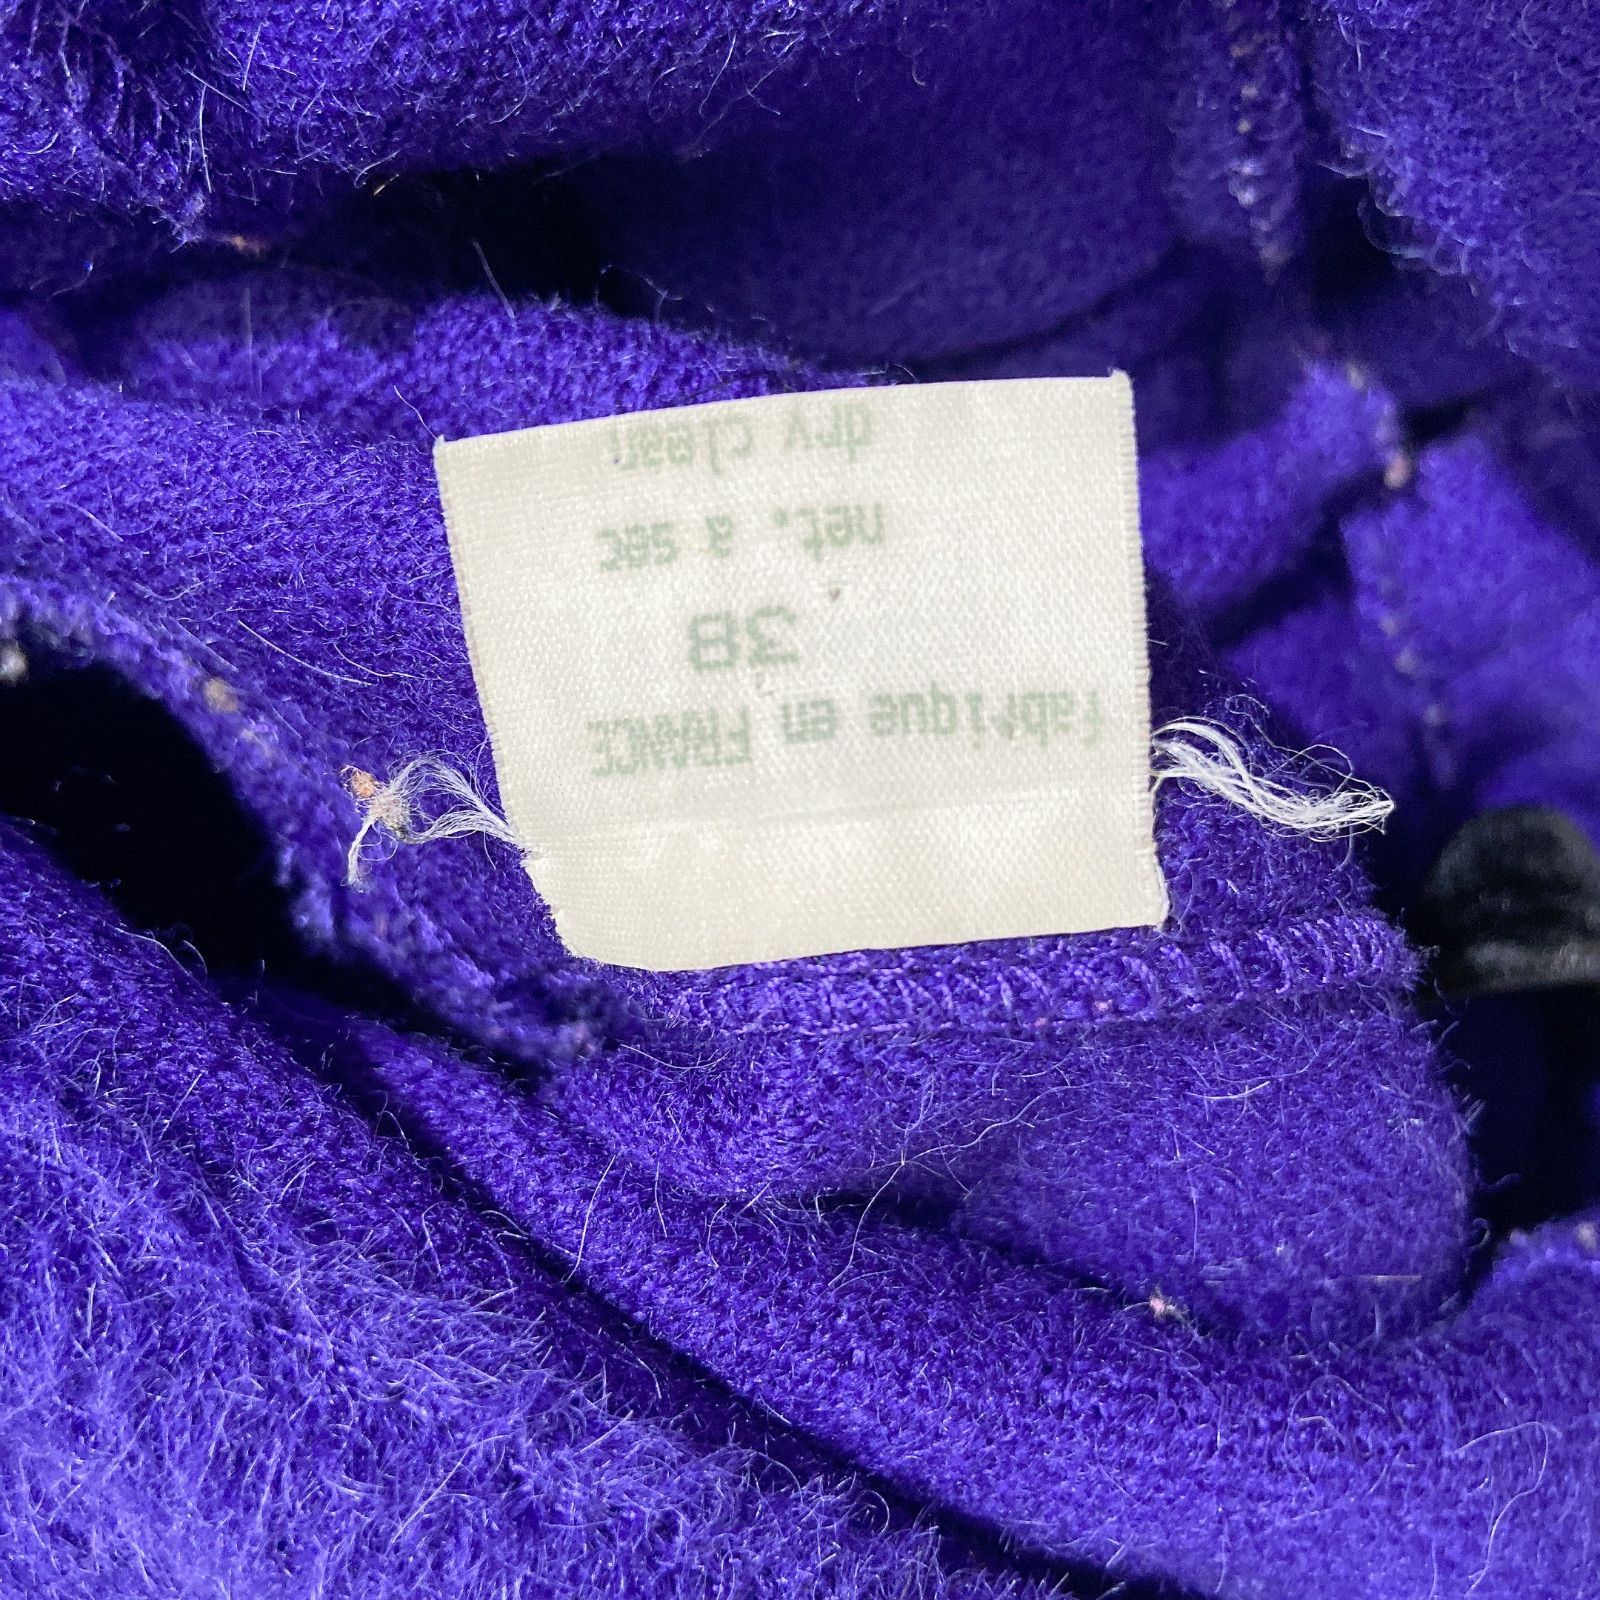 fabrique en FRANCE
38
net. a sec
dry clean